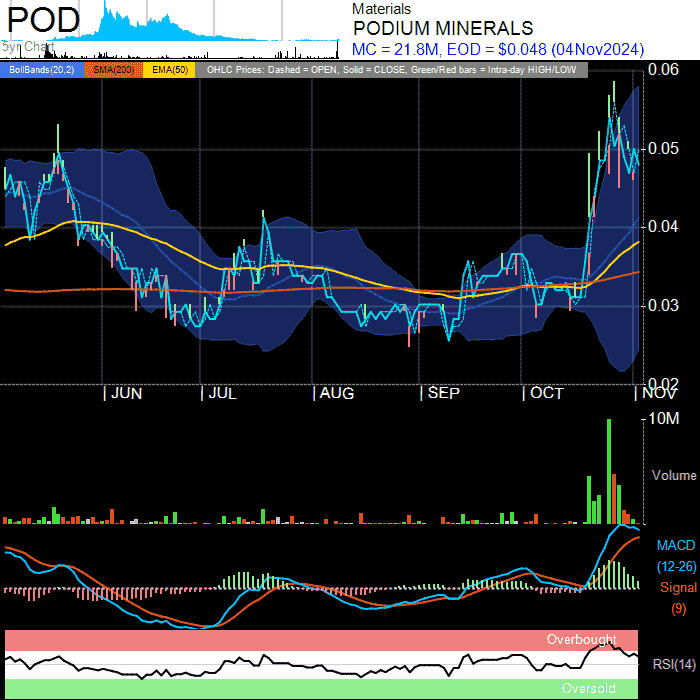 POD
5yr Chart
Materials
PODIUM MINERALS
MC = 21.8M, EOD = $0.048 (04Nov2024)
BollBands(20,2) SMA(200) EMA(50) OHLC Prices: Dashed = OPEN, Solid = CLOSE, Green/Red bars = Intra-day HIGH/LOW
0.06
0.05
0.04
0.03
0.02
JUN JUL AUG SEP OCT NOV
10M
Volume
MACD
(12-26)
Signal
(9)
Overbought
RSI(14)
Oversold